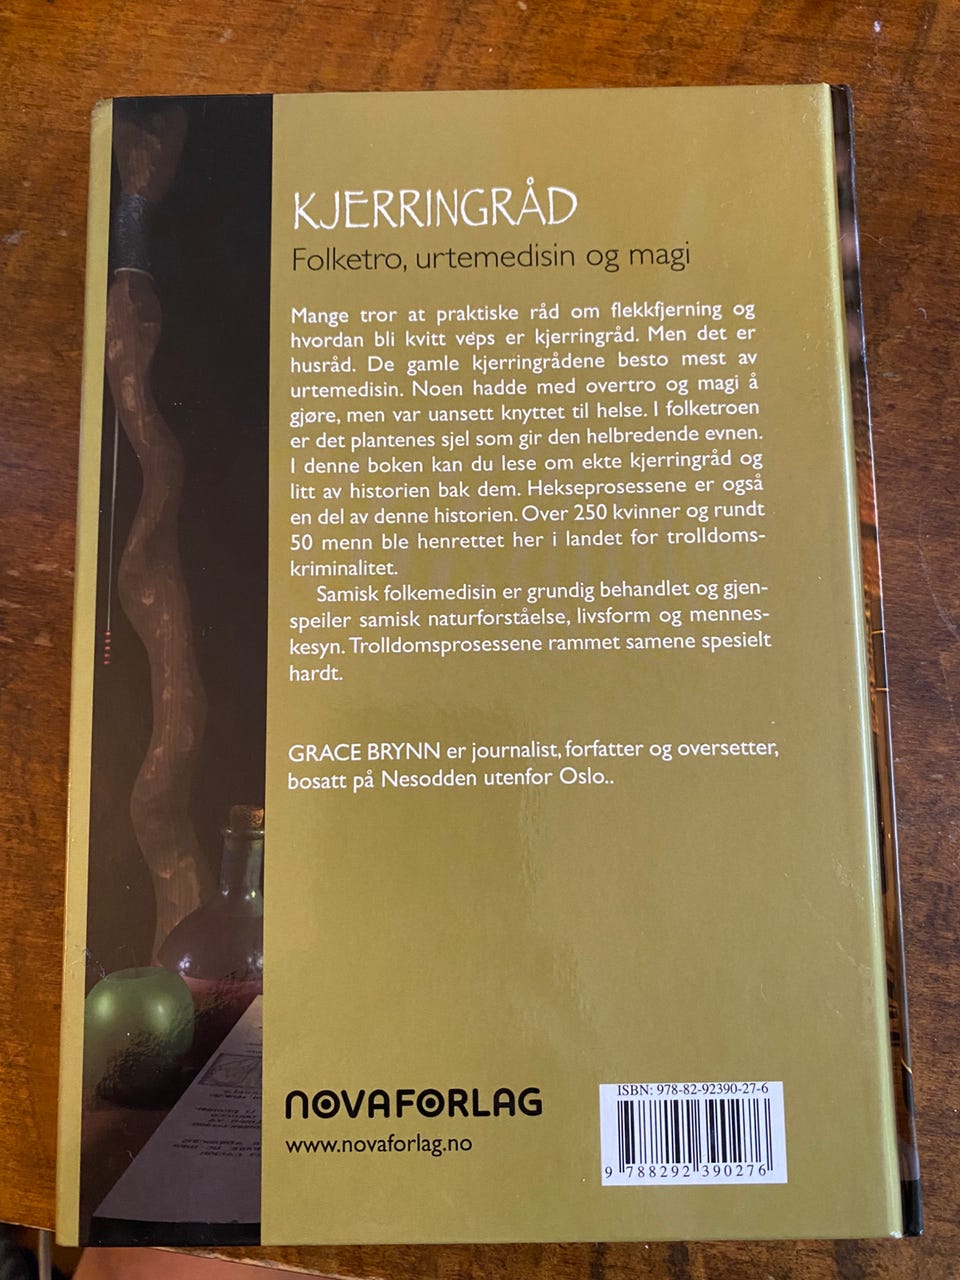 KJERRINGRÅD
Folketro, urtemedisin og magi
Mange tror at praktiske råd om flekkfjerning og
hvordan bli kvitt veps er kjerringråd. Men det er
husråd. De gamle kjerringrådene besto mest av
urtemedisin. Noen hadde med overtro og magi å
gjøre, men var uansett knyttet til helse. I folketroen
er det plantenes sjel som gir den helbredende evnen.
I denne boken kan du lese om ekte kjerringråd og
litt av historien bak dem. Hekseprosessene er også
en del av denne historien. Over 250 kvinner og rundt
50 menn ble henrettet her i landet for trolldoms-
kriminalitet.
Samisk folkemedisin er grundig behandlet og gjen-
speiler samisk naturforståelse, livsform og mennes-
kesyn. Trolldomsprosessene rammet samene spesielt
hardt.
GRACE BRYNN er journalist, forfatter og oversetter,
bosatt på Nesodden utenfor Oslo..
NOVAFORLAG
www.novaforlag.no
ISBN: 978-82-92390-27-6
9 788292 390276